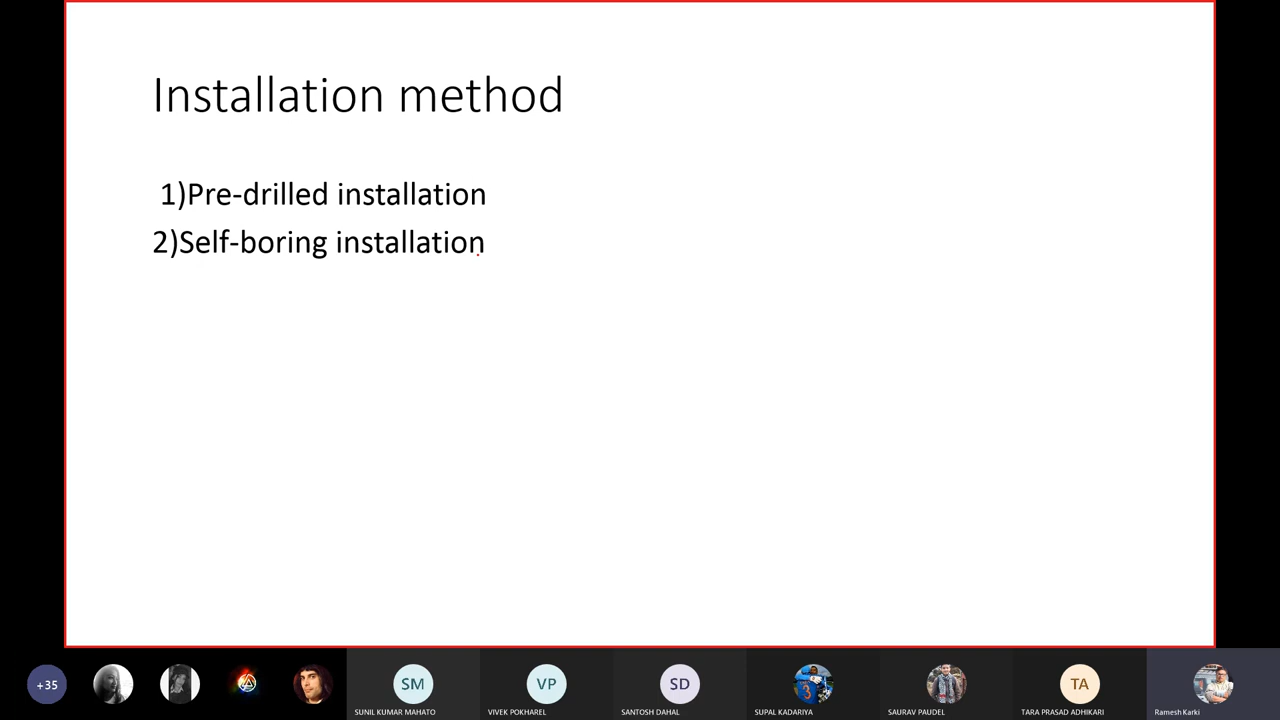 Installation method
1)Pre-drilled installation
2)Self-boring installation
+35
SM
VP
SD
3
TA
SUNIL KUMAR MAHATO
VIVEK POKHAREL
SANTOSH DAHAL
SUPAL KADARIYA
SAURAV PAUDEL
TARA PRASAD ADHIKARI
Ramesh Karki